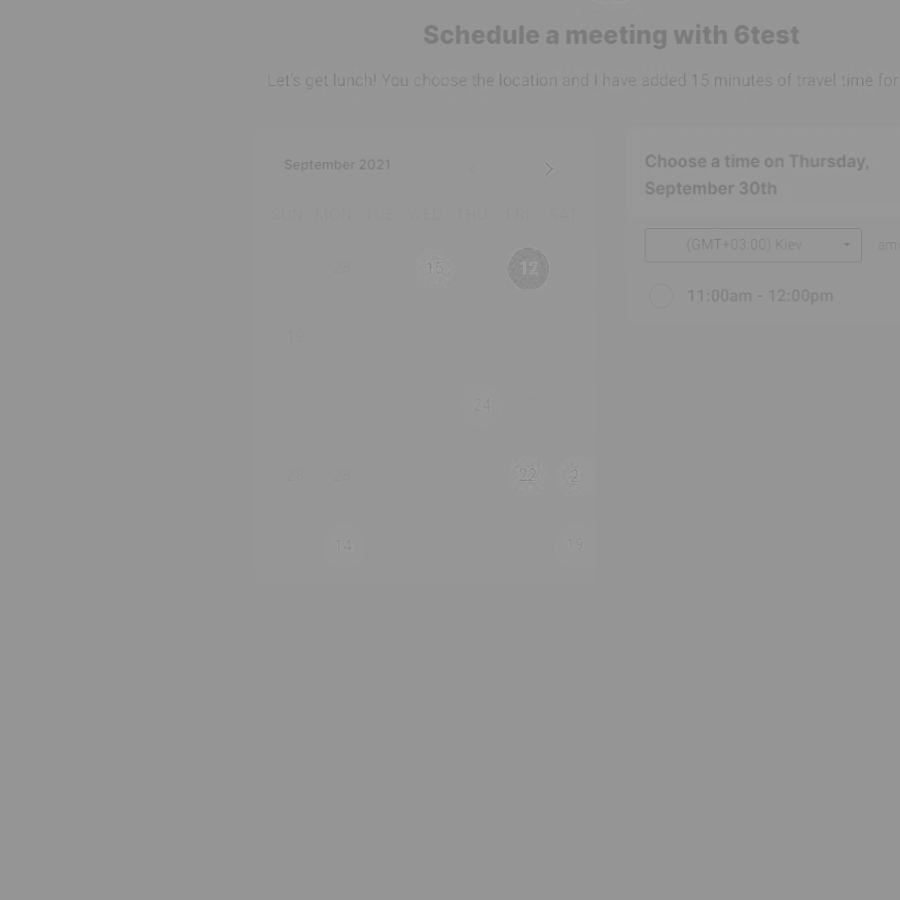 Schedule a meeting with 6test
Let's get lunch! You choose the location and I have added 15 minutes of travel time for
September 2021
Choose a time on Thursday,
September 30th
SUN MON TUE WED THU FRI SAT
(GMT+03:00) Kiev am/
15 12
11:00am - 12:00pm
24
22 2
14 19